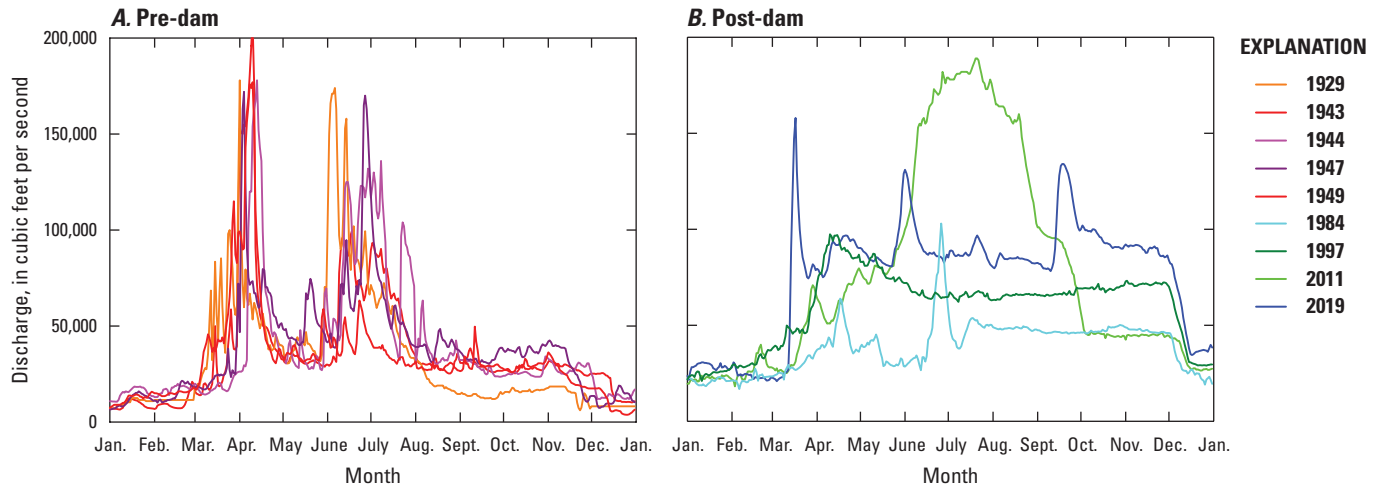 A. Pre-dam
200,000
150,000
100,000
50,000
0
Discharge, in cubic feet per second
Jan. Feb. Mar. Apr. May June July Aug. Sept. Oct. Nov. Dec. Jan.
Month
B. Post-dam
Jan. Feb. Mar. Apr. May June July Aug. Sept. Oct. Nov. Dec. Jan.
Month
EXPLANATION
1929
1943
1944
1947
1949
1984
1997
2011
2019